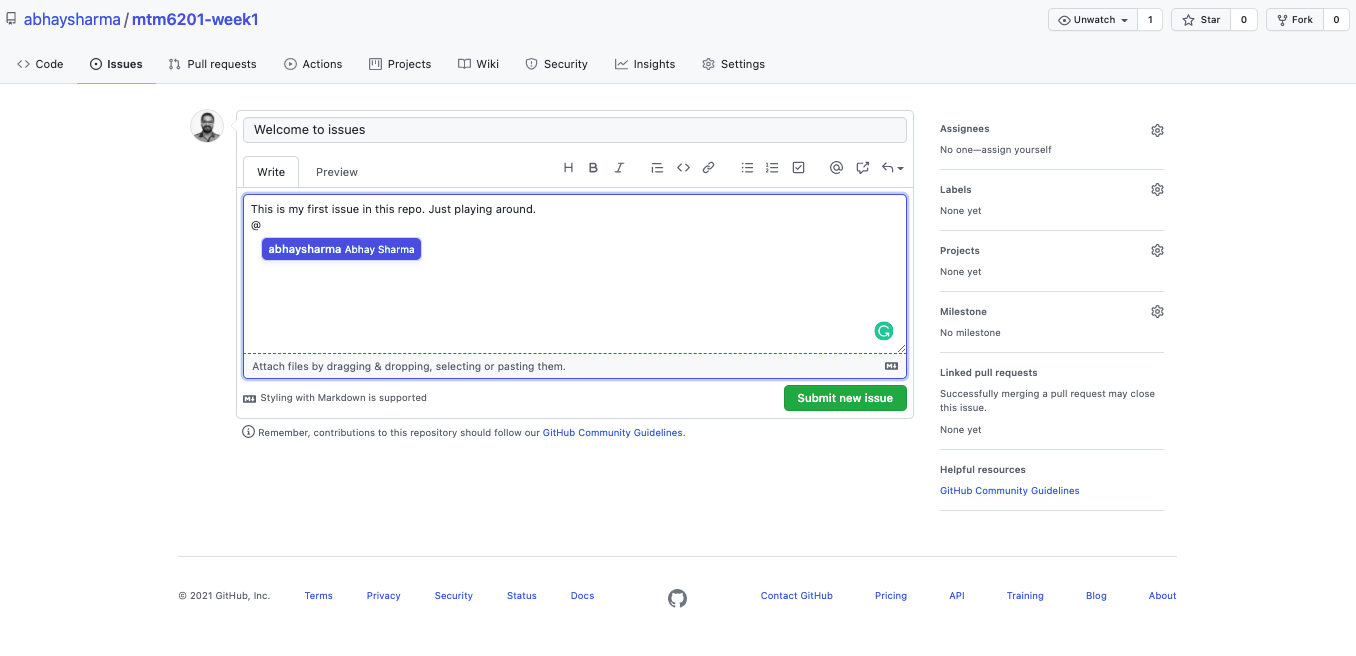 abhaysharma / mtm6201-week1
Unwatch 1 Star 0 Fork 0
Code Issues Pull requests Actions Projects Wiki Security Insights Settings
Welcome to issues
Write Preview
H B I @
This is my first issue in this repo. Just playing around.
@
abhaysharma Abhay Sharma
Attach files by dragging & dropping, selecting or pasting them.
Styling with Markdown is supported
Submit new issue
Remember, contributions to this repository should follow our GitHub Community Guidelines.
Assignees
No one—assign yourself
Labels
None yet
Projects
None yet
Milestone
No milestone
Linked pull requests
Successfully merging a pull request may close
this issue.
None yet
Helpful resources
GitHub Community Guidelines
© 2021 GitHub, Inc. Terms Privacy Security Status Docs Contact GitHub Pricing API Training Blog About